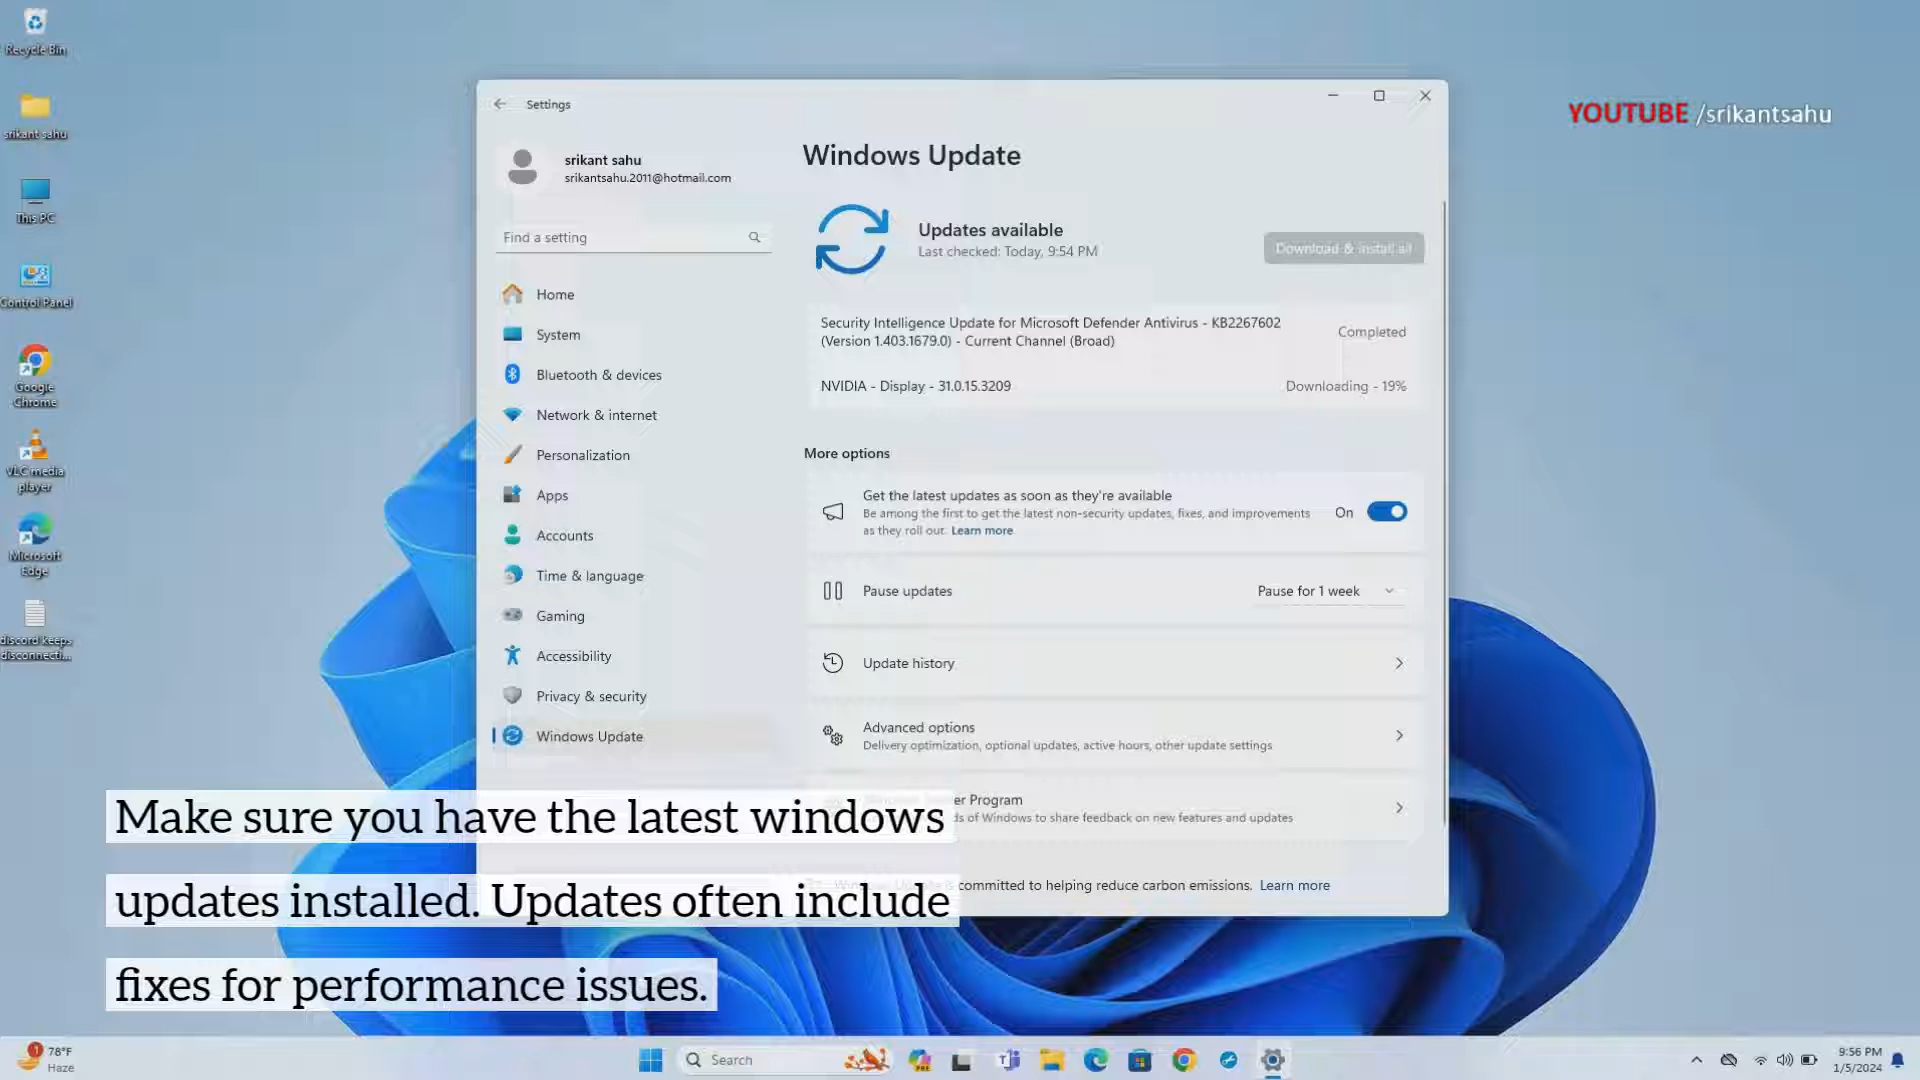 Recycle Bin
srikant sahu
This PC
Control Panel
Google
Chrome
VLC media
player
Microsoft
Edge
discord keeps
disconnecti...
YOUTUBE /srikantsahu
Settings
srikant sahu
srikantsahu.2011@hotmail.com
Find a setting
Home
System
Bluetooth & devices
Network & internet
Personalization
Apps
Accounts
Time & language
Gaming
Accessibility
Privacy & security
Windows Update
Windows Update
Updates available
Last checked: Today, 9:54 PM
Download & install all
Security Intelligence Update for Microsoft Defender Antivirus - KB2267602
(Version 1.403.1679.0) - Current Channel (Broad)
Completed
NVIDIA - Display - 31.0.15.3209
Downloading - 19%
More options
Get the latest updates as soon as they're available
Be among the first to get the latest non-security updates, fixes, and improvements
as they roll out. Learn more
On
Pause updates
Pause for 1 week
Update history
Advanced options
Delivery optimization, optional updates, active hours, other update settings
er Program
ds of Windows to share feedback on new features and updates
committed to helping reduce carbon emissions. Learn more
Make sure you have the latest windows
updates installed. Updates often include
fixes for performance issues.
1
78°F
Haze
Search
PRE
9:56 PM
1/5/2024